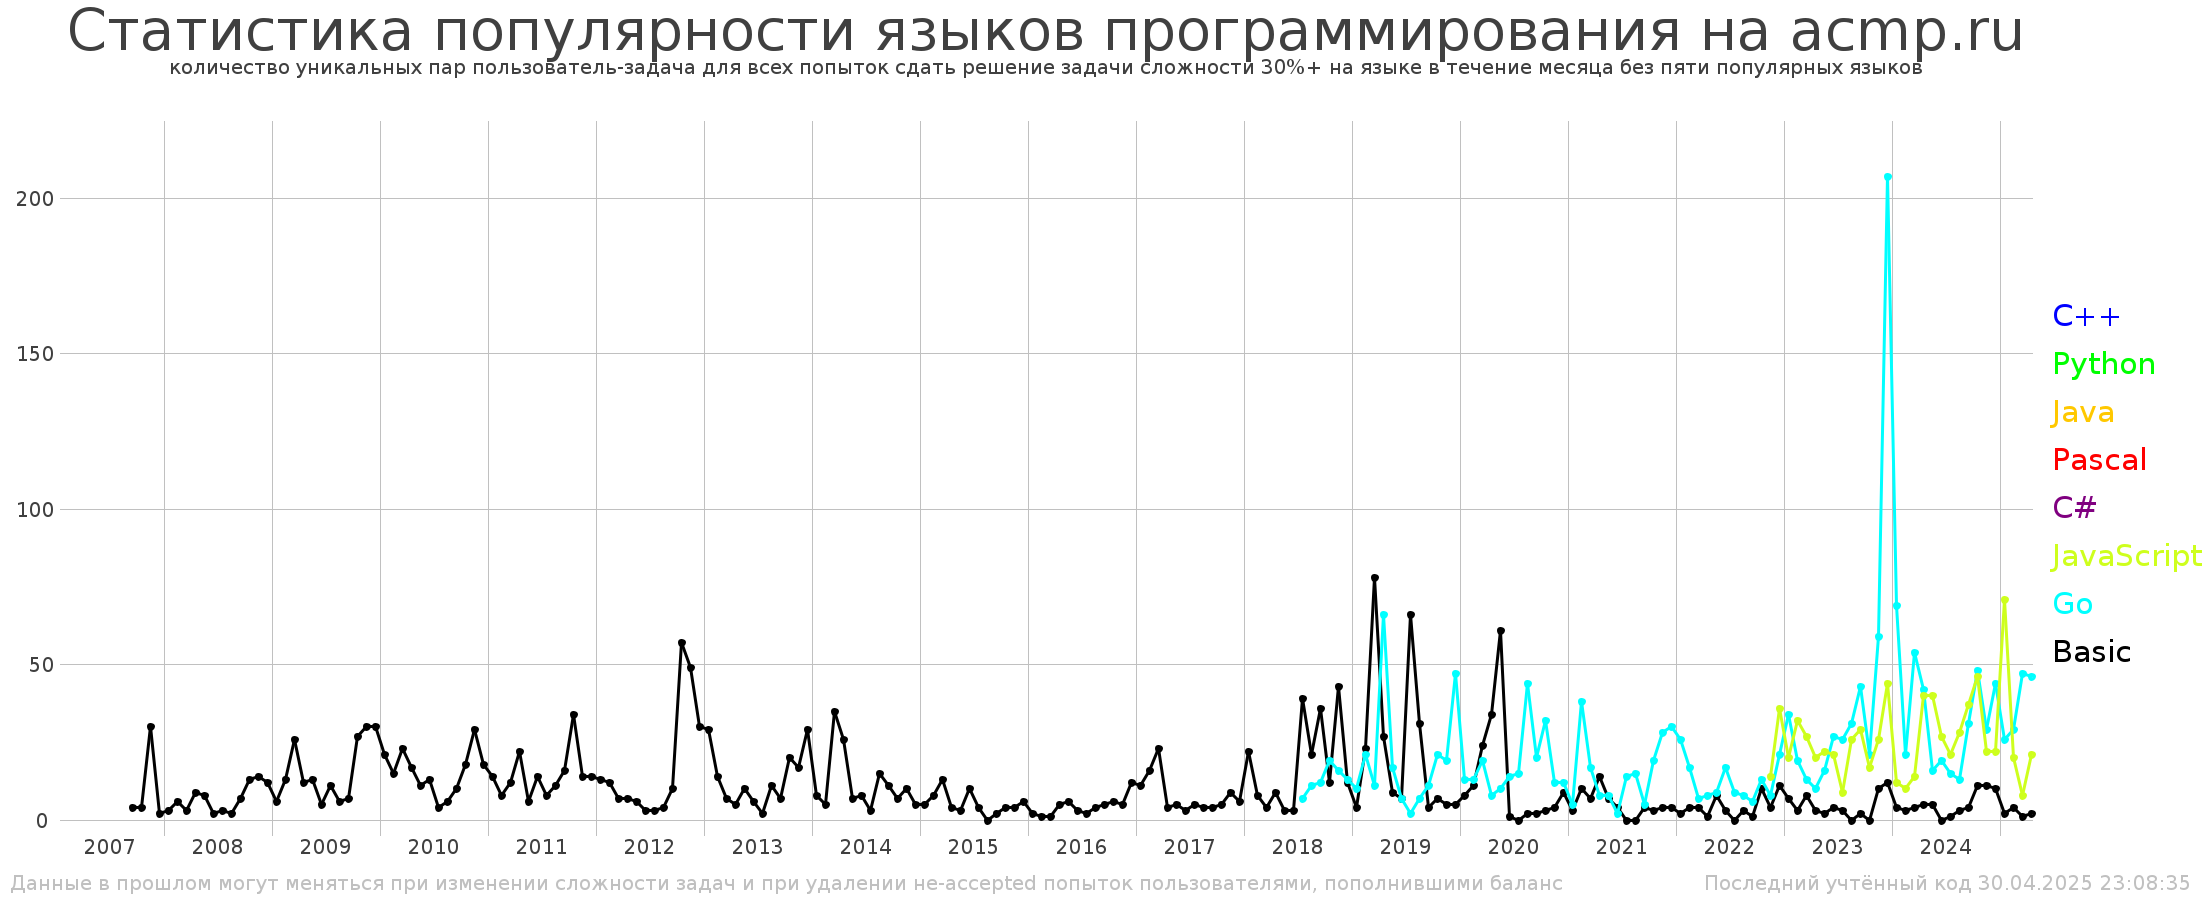 Статистика популярности языков программирования на acmp.ru
количество уникальных пар пользователь-задача для всех попыток сдать решение задачи сложности 30%+ на языке в течение месяца без пяти популярных языков
200
150
100
50
0
C++
Python
Java
Pascal
C#
JavaScript
Go
Basic
2007 2008 2009 2010 2011 2012 2013 2014 2015 2016 2017 2018 2019 2020 2021 2022 2023 2024
Данные в прошлом могут меняться при изменении сложности задач и при удалении не-accepted попыток пользователями, пополнившими баланс
Последний учтённый код 30.04.2025 23:08:35